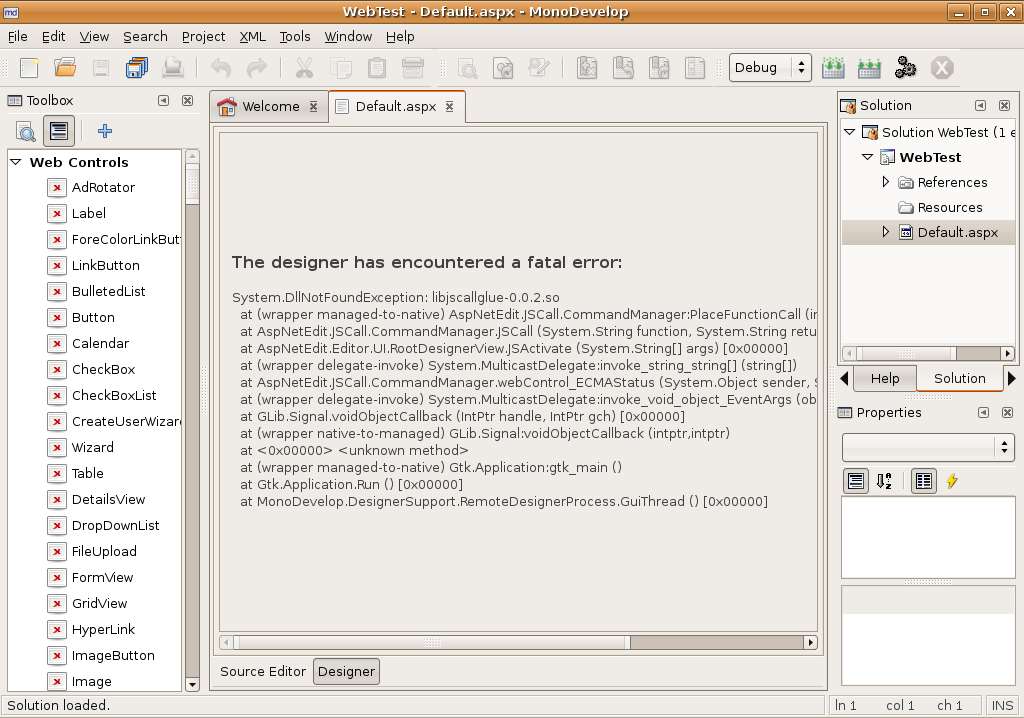 WebTest - Default.aspx - MonoDevelop
File Edit View Search Project XML Tools Window Help
Debug
Toolbox
Web Controls
AdRotator
Label
ForeColorLinkButt
LinkButton
BulletedList
Button
Calendar
CheckBox
CheckBoxList
CreateUserWizard
Wizard
Table
DetailsView
DropDownList
FileUpload
FormView
GridView
HyperLink
ImageButton
Image
Welcome
Default.aspx
The designer has encountered a fatal error:
System.DllNotFoundException: libjscallglue-0.0.2.so
at (wrapper managed-to-native) AspNetEdit.JSCall.CommandManager:PlaceFunctionCall (in
at AspNetEdit.JSCall.CommandManager.JSCall (System.String function, System.String retu
at AspNetEdit.Editor.UI.RootDesignerView.JSActivate (System.String[] args) [0x00000]
at (wrapper delegate-invoke) System.MulticastDelegate:invoke_string_string[] (string[])
at AspNetEdit.JSCall.CommandManager.webControl_ECMAStatus (System.Object sender, S
at (wrapper delegate-invoke) System.MulticastDelegate:invoke_void_object_EventArgs (ob
at GLib.Signal.voidObjectCallback (IntPtr handle, IntPtr gch) [0x00000]
at (wrapper native-to-managed) GLib.Signal:voidObjectCallback (intptr,intptr)
at <0x00000> <unknown method>
at (wrapper managed-to-native) Gtk.Application:gtk_main ()
at Gtk.Application.Run () [0x00000]
at MonoDevelop.DesignerSupport.RemoteDesignerProcess.GuiThread () [0x00000]
Source Editor
Designer
Solution
Solution WebTest (1 e
WebTest
References
Resources
Default.aspx
Help
Solution
Properties
Solution loaded.
ln 1 col 1 ch 1 INS